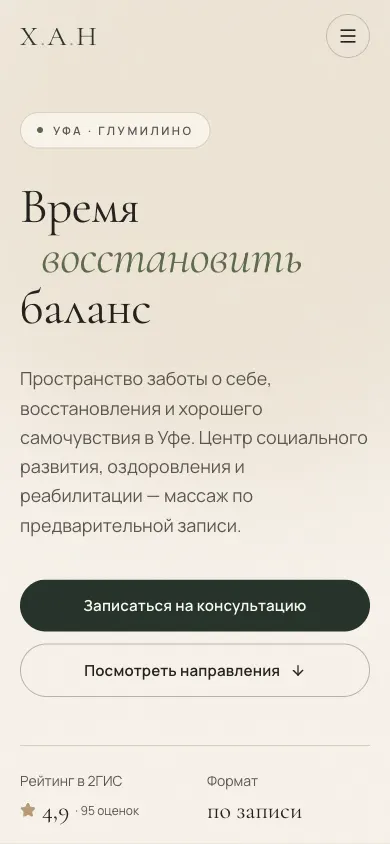 Х.А.Н
УФА · ГЛУМИЛИНО
Время
восстановить
баланс
Пространство заботы о себе,
восстановления и хорошего
самочувствия в Уфе. Центр социального
развития, оздоровления и
реабилитации — массаж по
предварительной записи.
Записаться на консультацию
Посмотреть направления ↓
Рейтинг в 2ГИС
4,9 · 95 оценок
Формат
по записи